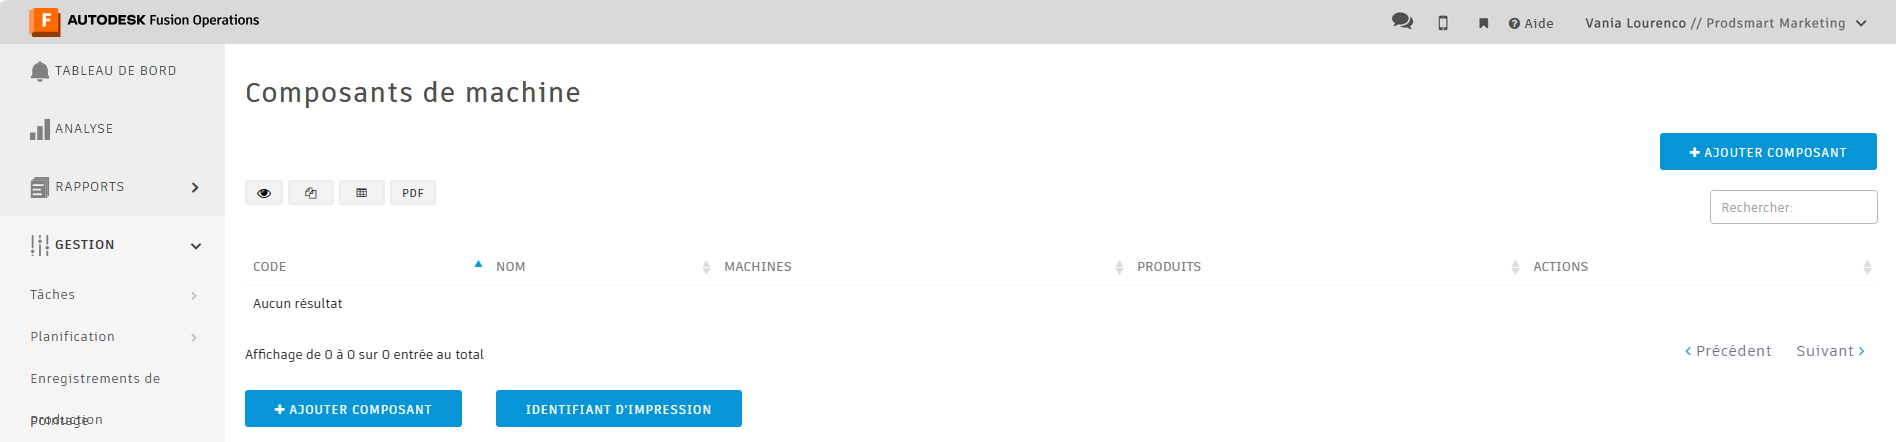 F AUTODESK Fusion Operations
Aide
Vania Lourenco // Prodsmart Marketing
TABLEAU DE BORD
ANALYSE
RAPPORTS
GESTION
Tâches
Planification
Enregistrements de
production
Pointage
Composants de machine
+ AJOUTER COMPOSANT
PDF
Rechercher:
CODE NOM MACHINES PRODUITS ACTIONS
Aucun résultat
Affichage de 0 à 0 sur 0 entrée au total
Précédent Suivant
+ AJOUTER COMPOSANT IDENTIFIANT D'IMPRESSION